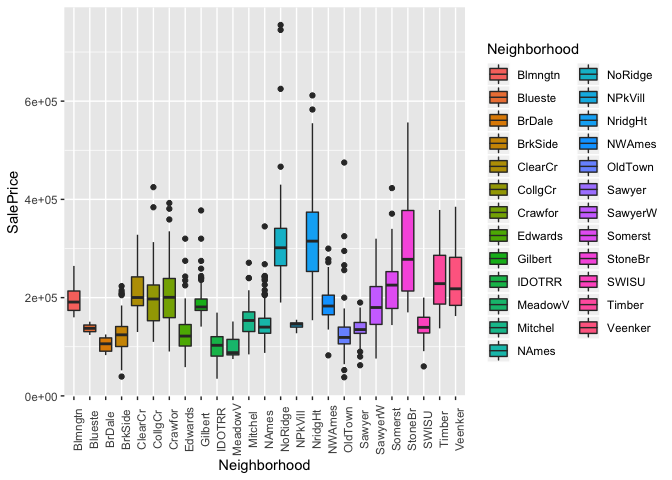 SalePrice
6e+05
4e+05
2e+05
0e+00
Blmngtn
Blueste
BrDale
BrkSide
ClearCr
CollgCr
Crawfor
Edwards
Gilbert
IDOTRR
MeadowV
Mitchel
NAmes
NoRidge
NPkVill
NridgHt
NWAmes
OldTown
Sawyer
SawyerW
Somerst
StoneBr
SWISU
Timber
Veenker
Neighborhood
Neighborhood
Blmngtn
Blueste
BrDale
BrkSide
ClearCr
CollgCr
Crawfor
Edwards
Gilbert
IDOTRR
MeadowV
Mitchel
NAmes
NoRidge
NPkVill
NridgHt
NWAmes
OldTown
Sawyer
SawyerW
Somerst
StoneBr
SWISU
Timber
Veenker